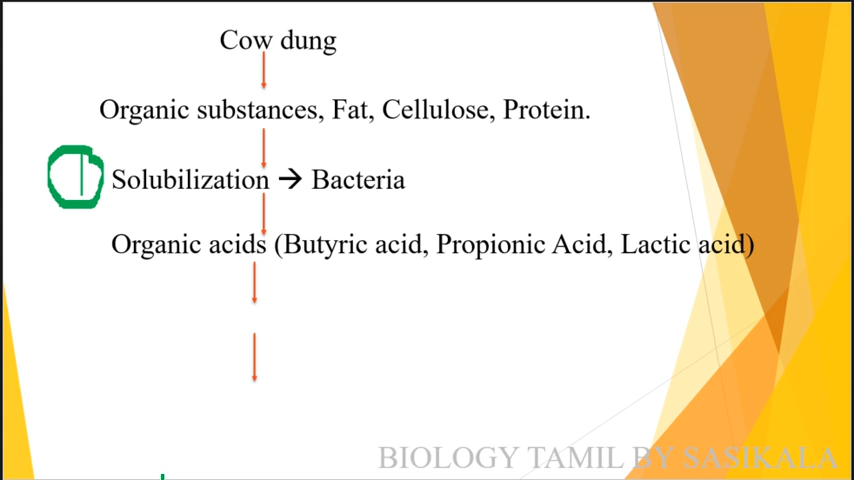 Cow dung
Organic substances, Fat, Cellulose, Protein.
1 Solubilization → Bacteria
Organic acids (Butyric acid, Propionic Acid, Lactic acid)
BIOLOGY TAMIL BY SASIKALA